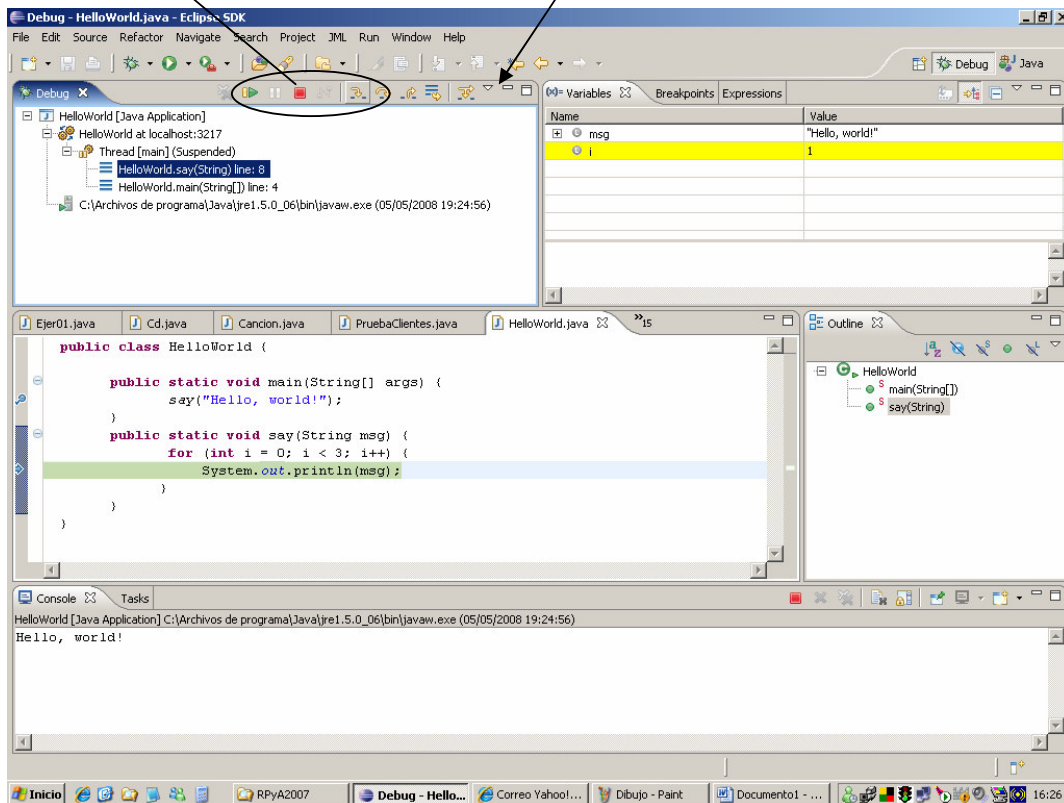 Debug - HelloWorld.java - Eclipse SDK
File Edit Source Refactor Navigate Search Project JML Run Window Help
Debug Java
Debug
HelloWorld [Java Application]
HelloWorld at localhost:3217
Thread [main] (Suspended)
HelloWorld.say(String) line: 8
HelloWorld.main(String[]) line: 4
C:\Archivos de programa\Java\jre1.5.0_06\bin\javaw.exe (05/05/2008 19:24:56)
(x)= Variables Breakpoints Expressions
Name Value
msg "Hello, world!"
i 1
Ejer01.java Cd.java Cancion.java PruebaClientes.java HelloWorld.java »15
public class HelloWorld {
public static void main(String[] args) {
say("Hello, world!");
}
public static void say(String msg) {
for (int i = 0; i < 3; i++) {
System.out.println(msg);
}
}
}
Outline
HelloWorld
main(String[])
say(String)
Console Tasks
HelloWorld [Java Application] C:\Archivos de programa\Java\jre1.5.0_06\bin\javaw.exe (05/05/2008 19:24:56)
Hello, world!
Inicio RPyA2007 Debug - Hello... Correo Yahoo!... Dibujo - Paint Documento1 - ... 16:28